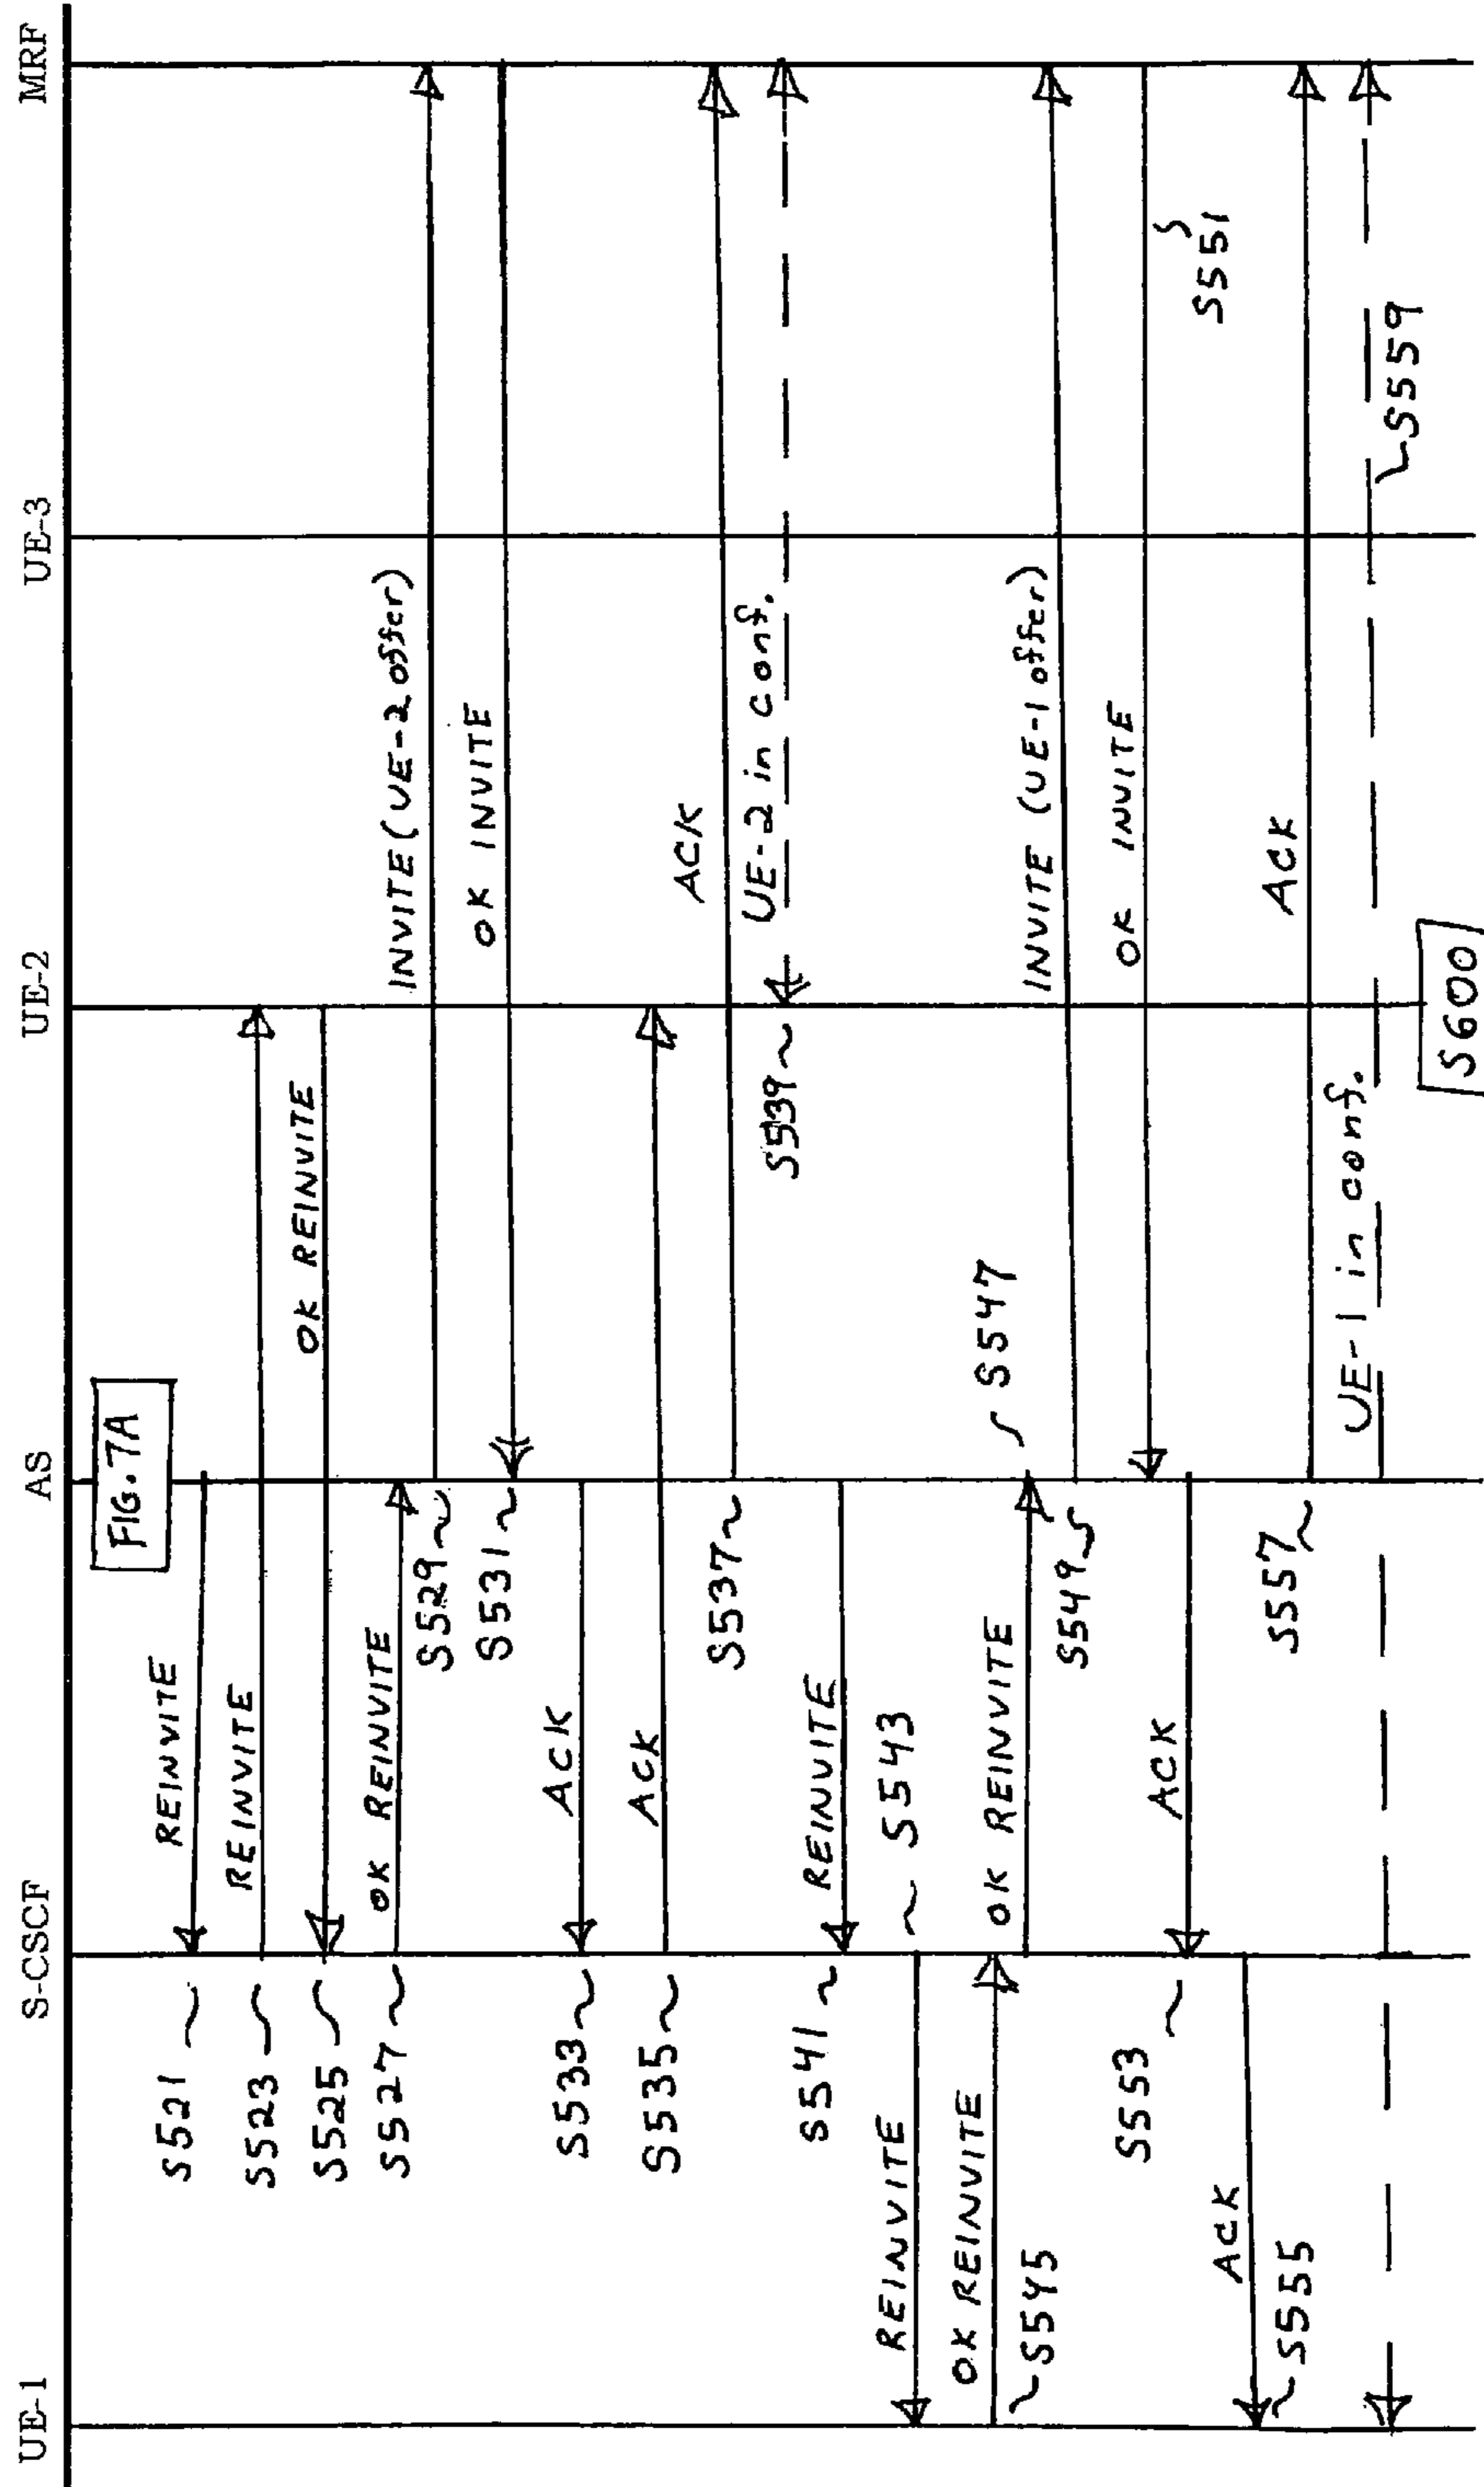 UE-1
S-CSCF
AS
UE-2
UE-3
MRF
FIG. 7A
S521
REINVITE
S523
REINVITE
S525
OK REINVITE
S527
OK REINVITE
S529
INVITE (UE-2 offer)
S531
OK INVITE
S533
ACK
S535
ACK
S537
ACK
S539
UE-2 in conf.
S541
REINVITE
REINVITE
S543
OK REINVITE
S545
OK REINVITE
S547
S549
INVITE (UE-1 offer)
OK INVITE
S551
S553
ACK
ACK
S555
S557
ACK
UE-1 in conf.
S559
S600